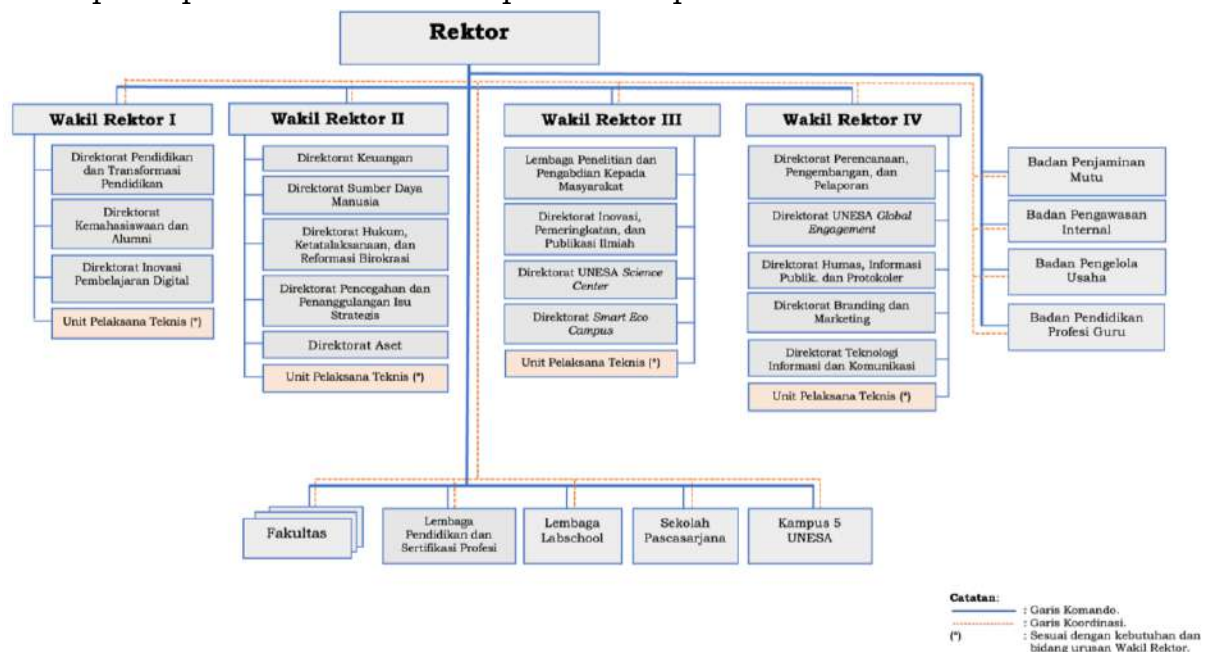 Rektor
Wakil Rektor I
Direktorat Pendidikan
dan Transformasi
Pendidikan
Direktorat
Kemahasiswaan dan
Alumni
Direktorat Inovasi
Pembelajaran Digital
Unit Pelaksana Teknis (*)
Wakil Rektor II
Direktorat Keuangan
Direktorat Sumber Daya
Manusia
Direktorat Hukum,
Ketatalaksanaan, dan
Reformasi Birokrasi
Direktorat Pencegahan dan
Penanggulangan Isu
Strategis
Direktorat Aset
Unit Pelaksana Teknis (*)
Wakil Rektor III
Lembaga Penelitian dan
Pengabdian Kepada
Masyarakat
Direktorat Inovasi,
Pemeringkatan, dan
Publikasi Ilmiah
Direktorat UNESA Science
Center
Direktorat Smart Eco
Campus
Unit Pelaksana Teknis (*)
Wakil Rektor IV
Direktorat Perencanaan,
Pengembangan, dan
Pelaporan
Direktorat UNESA Global
Engagement
Direktorat Humas, Informasi
Publik. dan Protokoler
Direktorat Branding dan
Marketing
Direktorat Teknologi
Informasi dan Komunikasi
Unit Pelaksana Teknis (*)
Badan Penjaminan
Mutu
Badan Pengawasan
Internal
Badan Pengelola
Usaha
Badan Pendidikan
Profesi Guru
Fakultas
Lembaga
Pendidikan dan
Sertifikasi Profesi
Lembaga
Labschool
Sekolah
Pascasarjana
Kampus 5
UNESA
Catatan:
: Garis Komando.
: Garis Koordinasi.
(*) : Sesuai dengan kebutuhan dan
bidang urusan Wakil Rektor.